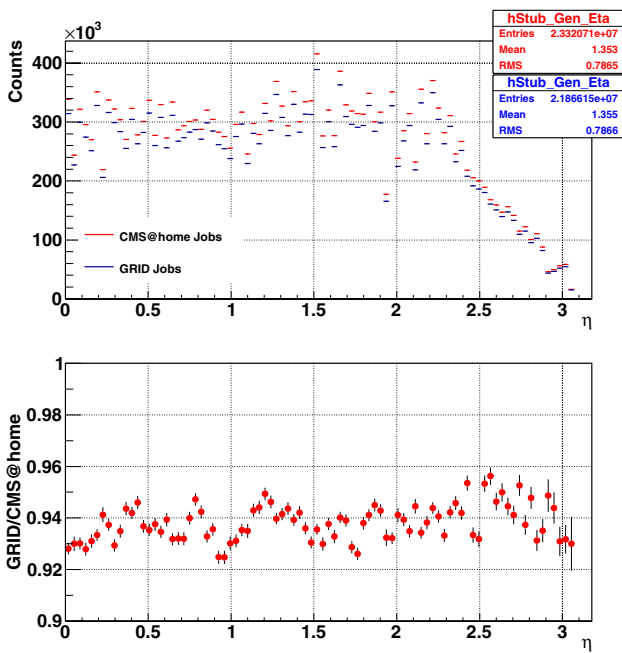 ×10³
Counts
400
300
200
100
0
hStub_Gen_Eta
Entries 2.332071e+07
Mean 1.353
RMS 0.7865
hStub_Gen_Eta
Entries 2.186615e+07
Mean 1.355
RMS 0.7866
CMS@home Jobs
GRID Jobs
0 0.5 1 1.5 2 2.5 3
η
GRID/CMS@home
1
0.98
0.96
0.94
0.92
0.9
0 0.5 1 1.5 2 2.5 3
η